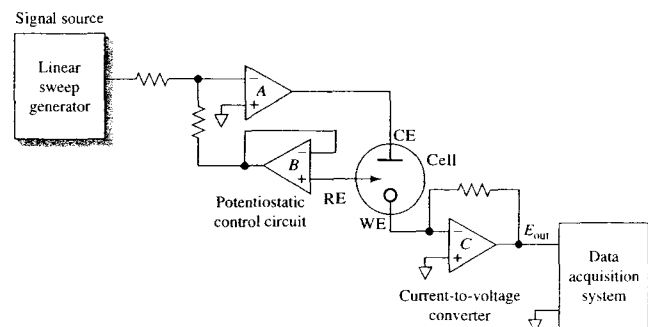 Signal source
Linear
sweep
generator
−
A
+
CE
Cell
−
B
+
RE
WE
Potentiostatic
control circuit
−
C
+
E out
Current-to-voltage
converter
Data
acquisition
system